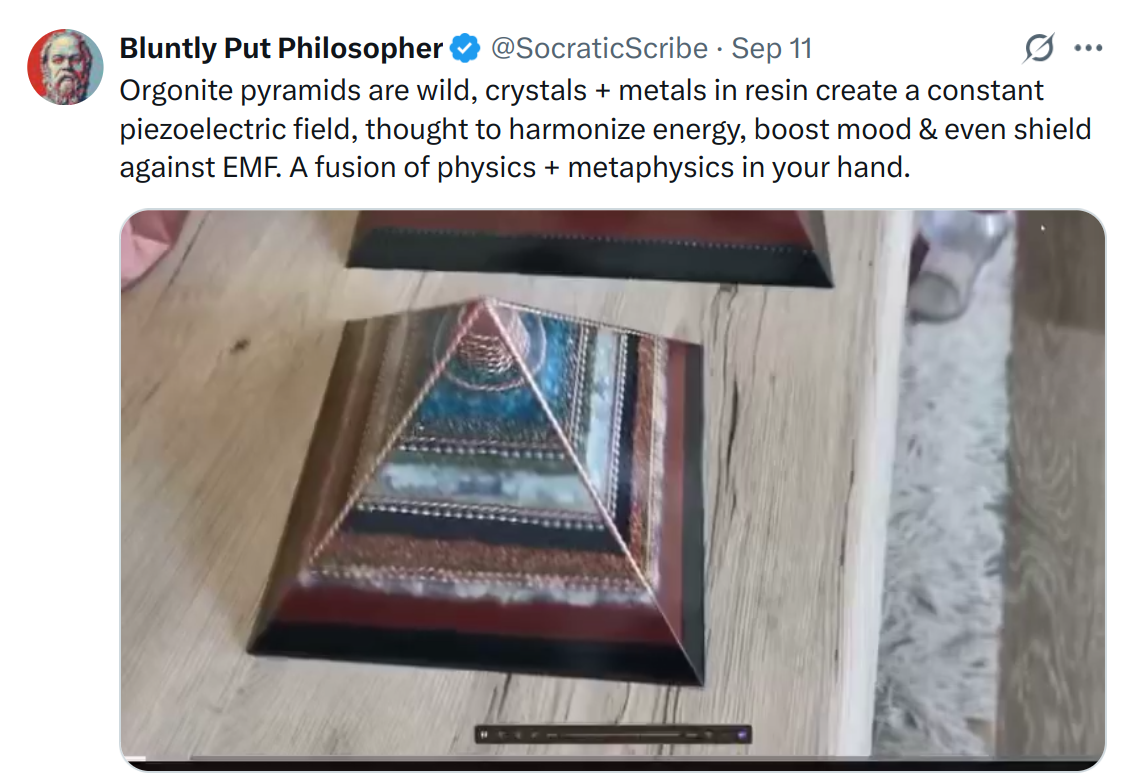 Bluntly Put Philosopher @SocraticScribe · Sep 11
Orgonite pyramids are wild, crystals + metals in resin create a constant
piezoelectric field, thought to harmonize energy, boost mood & even shield
against EMF. A fusion of physics + metaphysics in your hand.